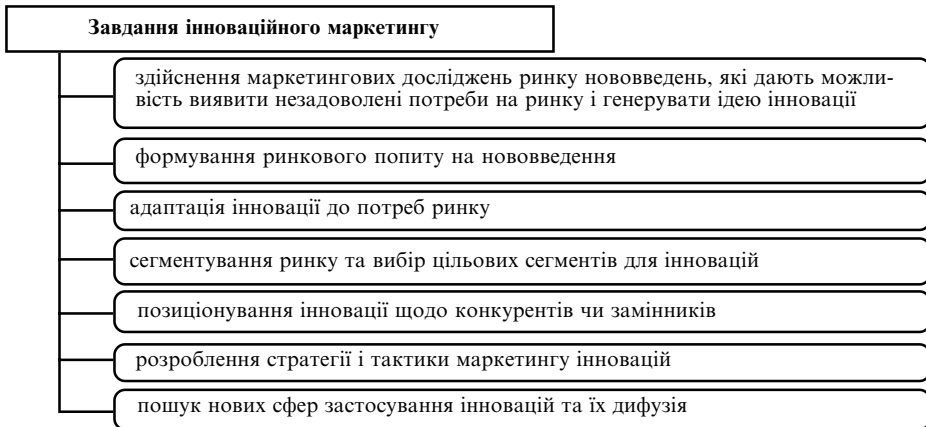 Завдання інноваційного маркетингу
здійснення маркетингових досліджень ринку нововведень, які дають можли-
вість виявити незадоволені потреби на ринку і генерувати ідею інновації
формування ринкового попиту на нововведення
адаптація інновації до потреб ринку
сегментування ринку та вибір цільових сегментів для інновацій
позиціонування інновації щодо конкурентів чи замінників
розроблення стратегії і тактики маркетингу інновацій
пошук нових сфер застосування інновацій та їх дифузія